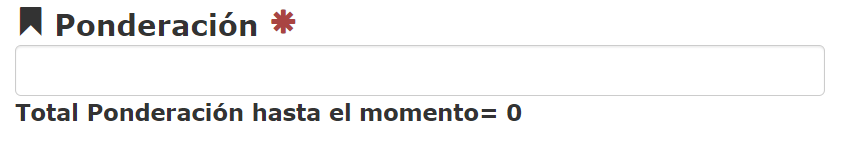 Ponderación *
Total Ponderación hasta el momento= 0